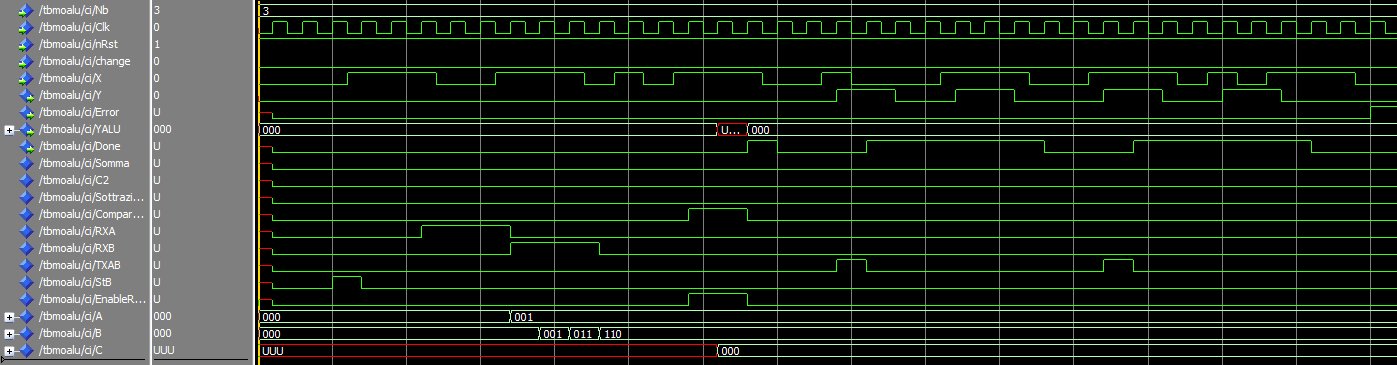 /tbmoalu/ci/Nb 3 3
/tbmoalu/ci/Clk 0
/tbmoalu/ci/nRst 1
/tbmoalu/ci/change 0
/tbmoalu/ci/X 0
/tbmoalu/ci/Y 0
/tbmoalu/ci/Error U
/tbmoalu/ci/YALU 000 000 U... 000
/tbmoalu/ci/Done U
/tbmoalu/ci/Somma U
/tbmoalu/ci/C2 U
/tbmoalu/ci/Sottrazi... U
/tbmoalu/ci/Compar... U
/tbmoalu/ci/RXA U
/tbmoalu/ci/RXB U
/tbmoalu/ci/TXAB U
/tbmoalu/ci/StB U
/tbmoalu/ci/EnableR... U
/tbmoalu/ci/A 000 000 001
/tbmoalu/ci/B 000 000 001 011 110
/tbmoalu/ci/C UUU UUU 000